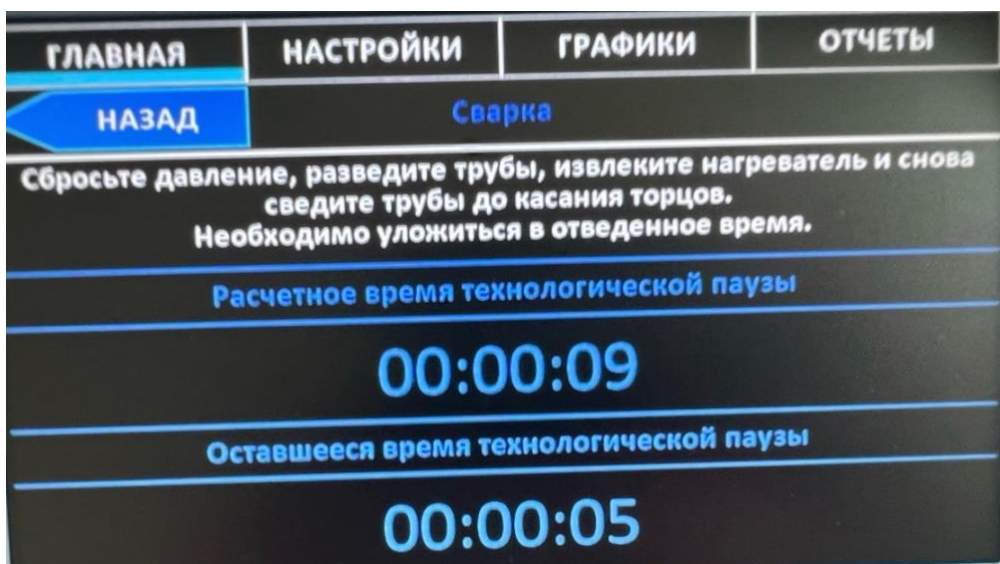 ГЛАВНАЯ НАСТРОЙКИ ГРАФИКИ ОТЧЕТЫ
НАЗАД Сварка
Сбросьте давление, разведите трубы, извлеките нагреватель и снова
сведите трубы до касания торцов.
Необходимо уложиться в отведенное время.
Расчетное время технологической паузы
00:00:09
Оставшееся время технологической паузы
00:00:05